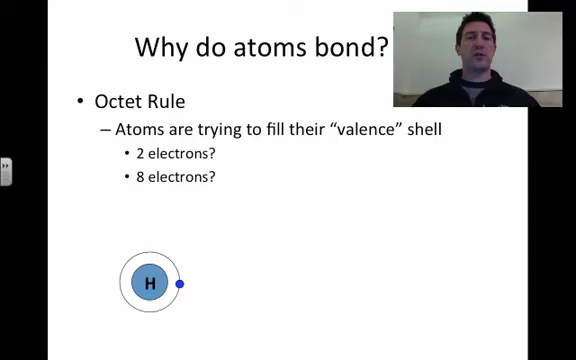 Why do atoms bond?
• Octet Rule
– Atoms are trying to fill their “valence” shell
• 2 electrons?
• 8 electrons?
H